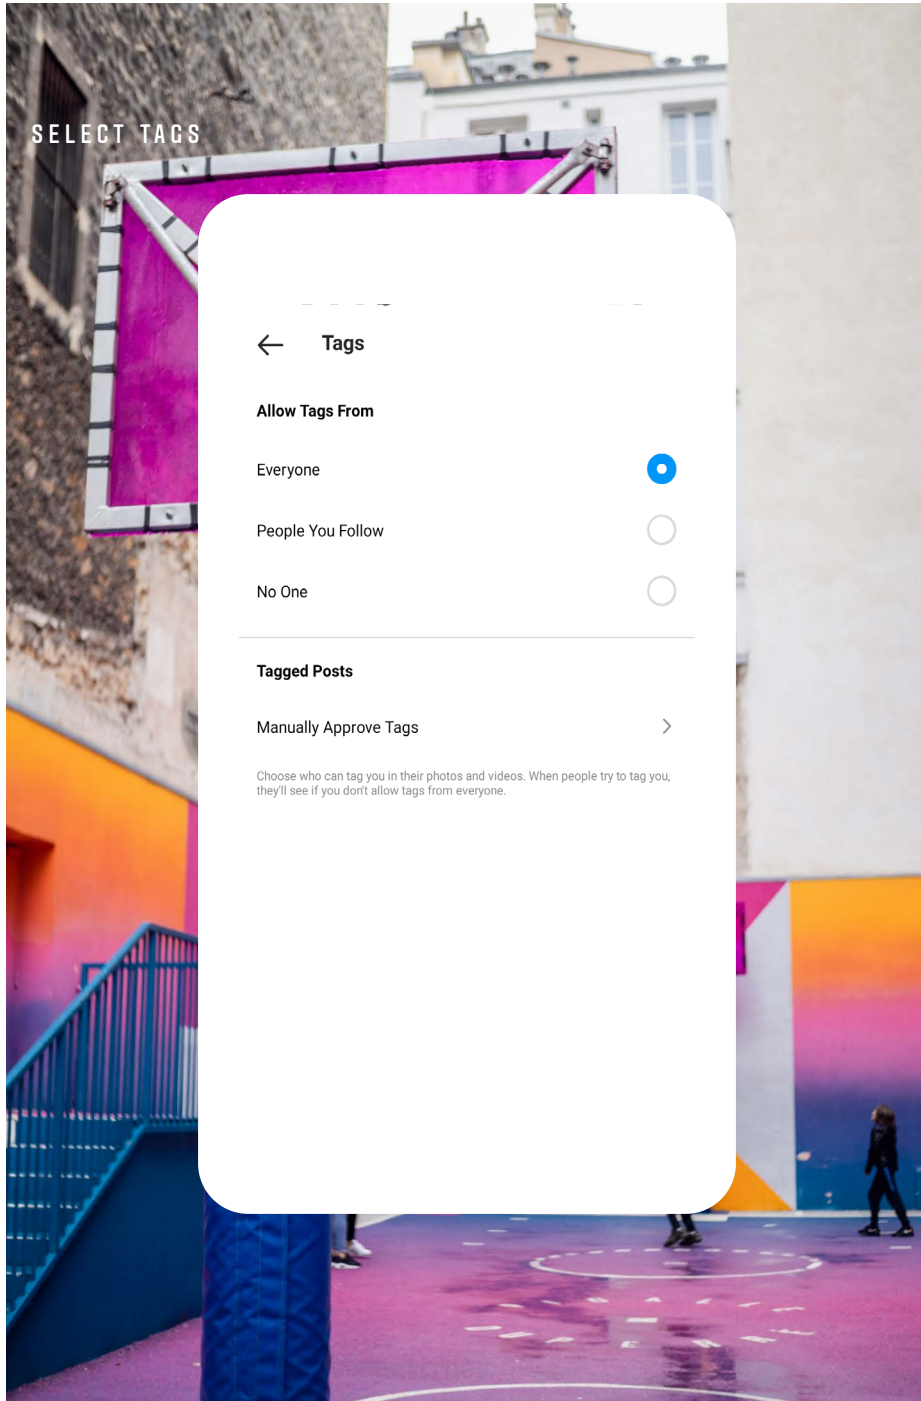 SELECT TAGS
Tags
Allow Tags From
Everyone
People You Follow
No One
Tagged Posts
Manually Approve Tags
Choose who can tag you in their photos and videos. When people try to tag you,
they'll see if you don't allow tags from everyone.